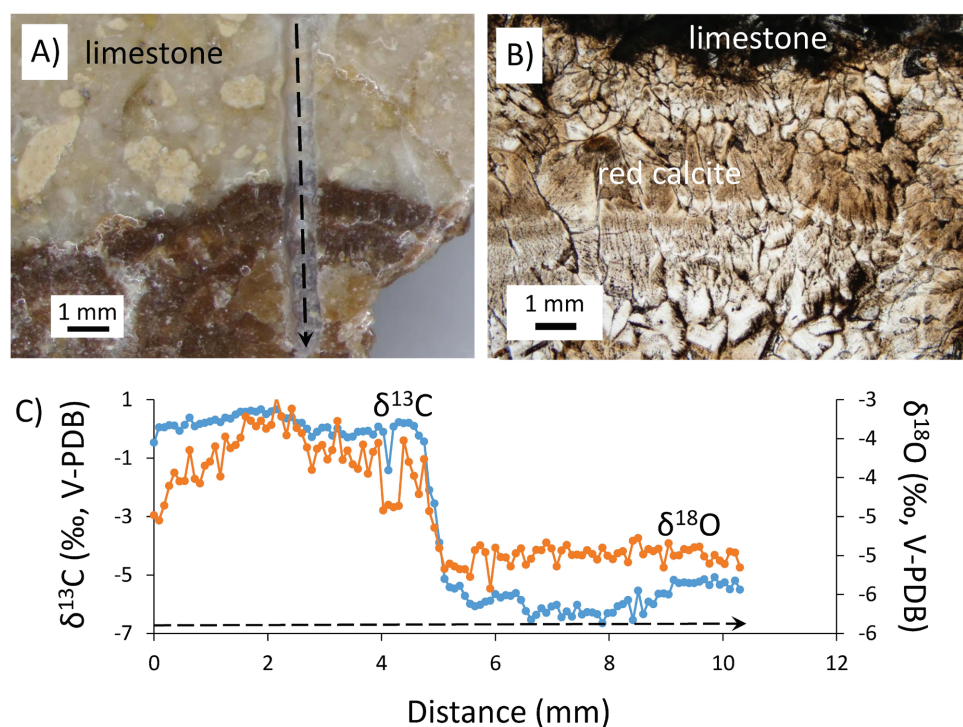 A)
limestone
1 mm
B)
limestone
red calcite
1 mm
C)
δ¹³C (‰, V-PDB)
1
-1
-3
-5
-7
δ¹³C
δ¹⁸O
-3
-3
-4
-4
-5
-5
-6
-6
δ¹⁸O (‰, V-PDB)
0 2 4 6 8 10 12
Distance (mm)